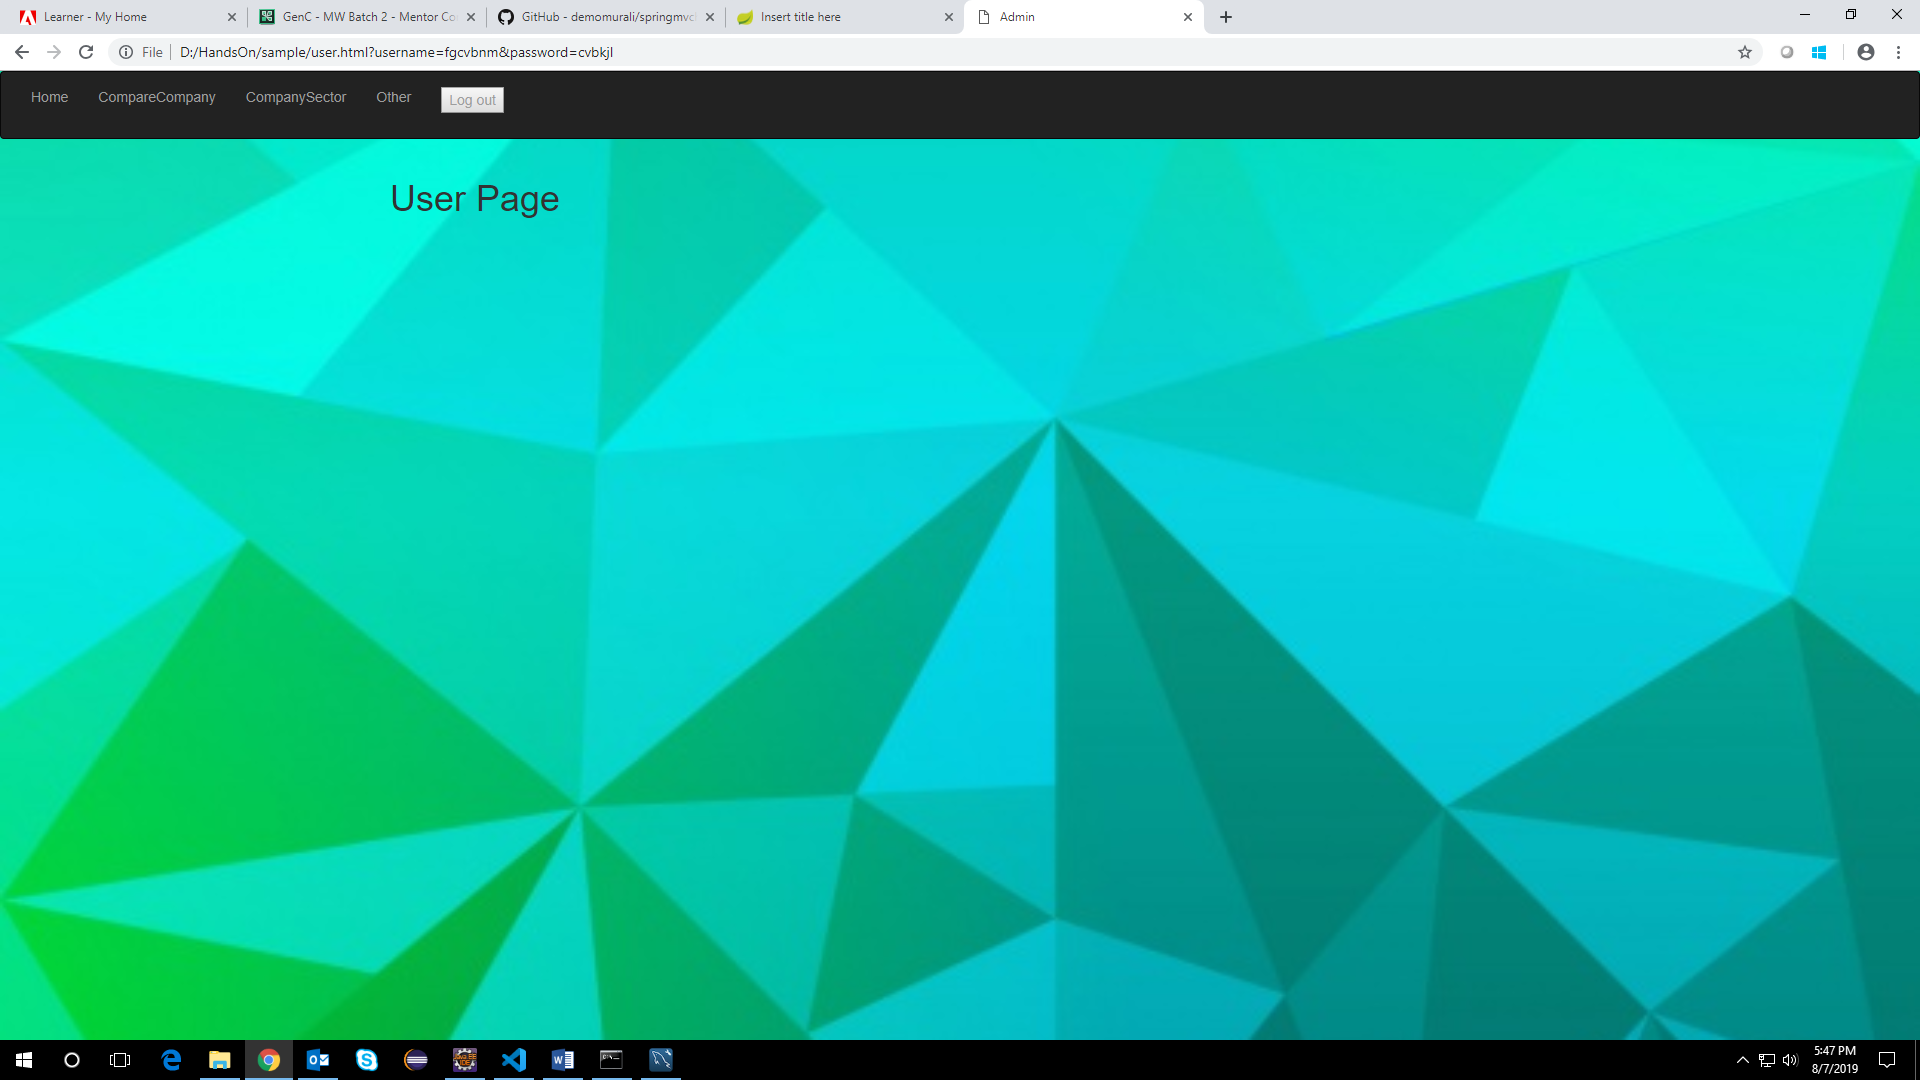 Learner - My Home
GenC - MW Batch 2 - Mentor Co
GitHub - demomurali/springmvc
Insert title here
Admin
File
D:/HandsOn/sample/user.html?username=fgcvbnm&password=cvbkjl
Home
CompareCompany
CompanySector
Other
Log out
User Page
5:47 PM
8/7/2019